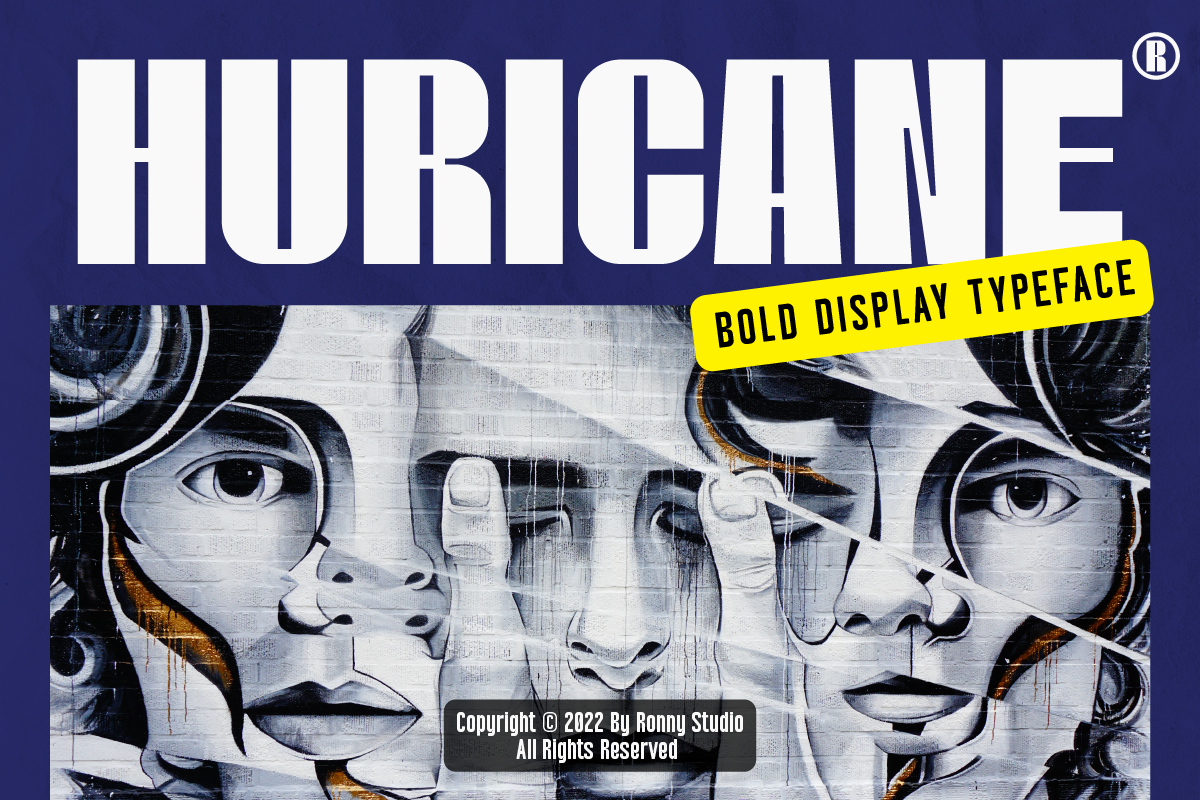 HURICANE ®
BOLD DISPLAY TYPEFACE
Copyright © 2022 By Ronny Studio
All Rights Reserved